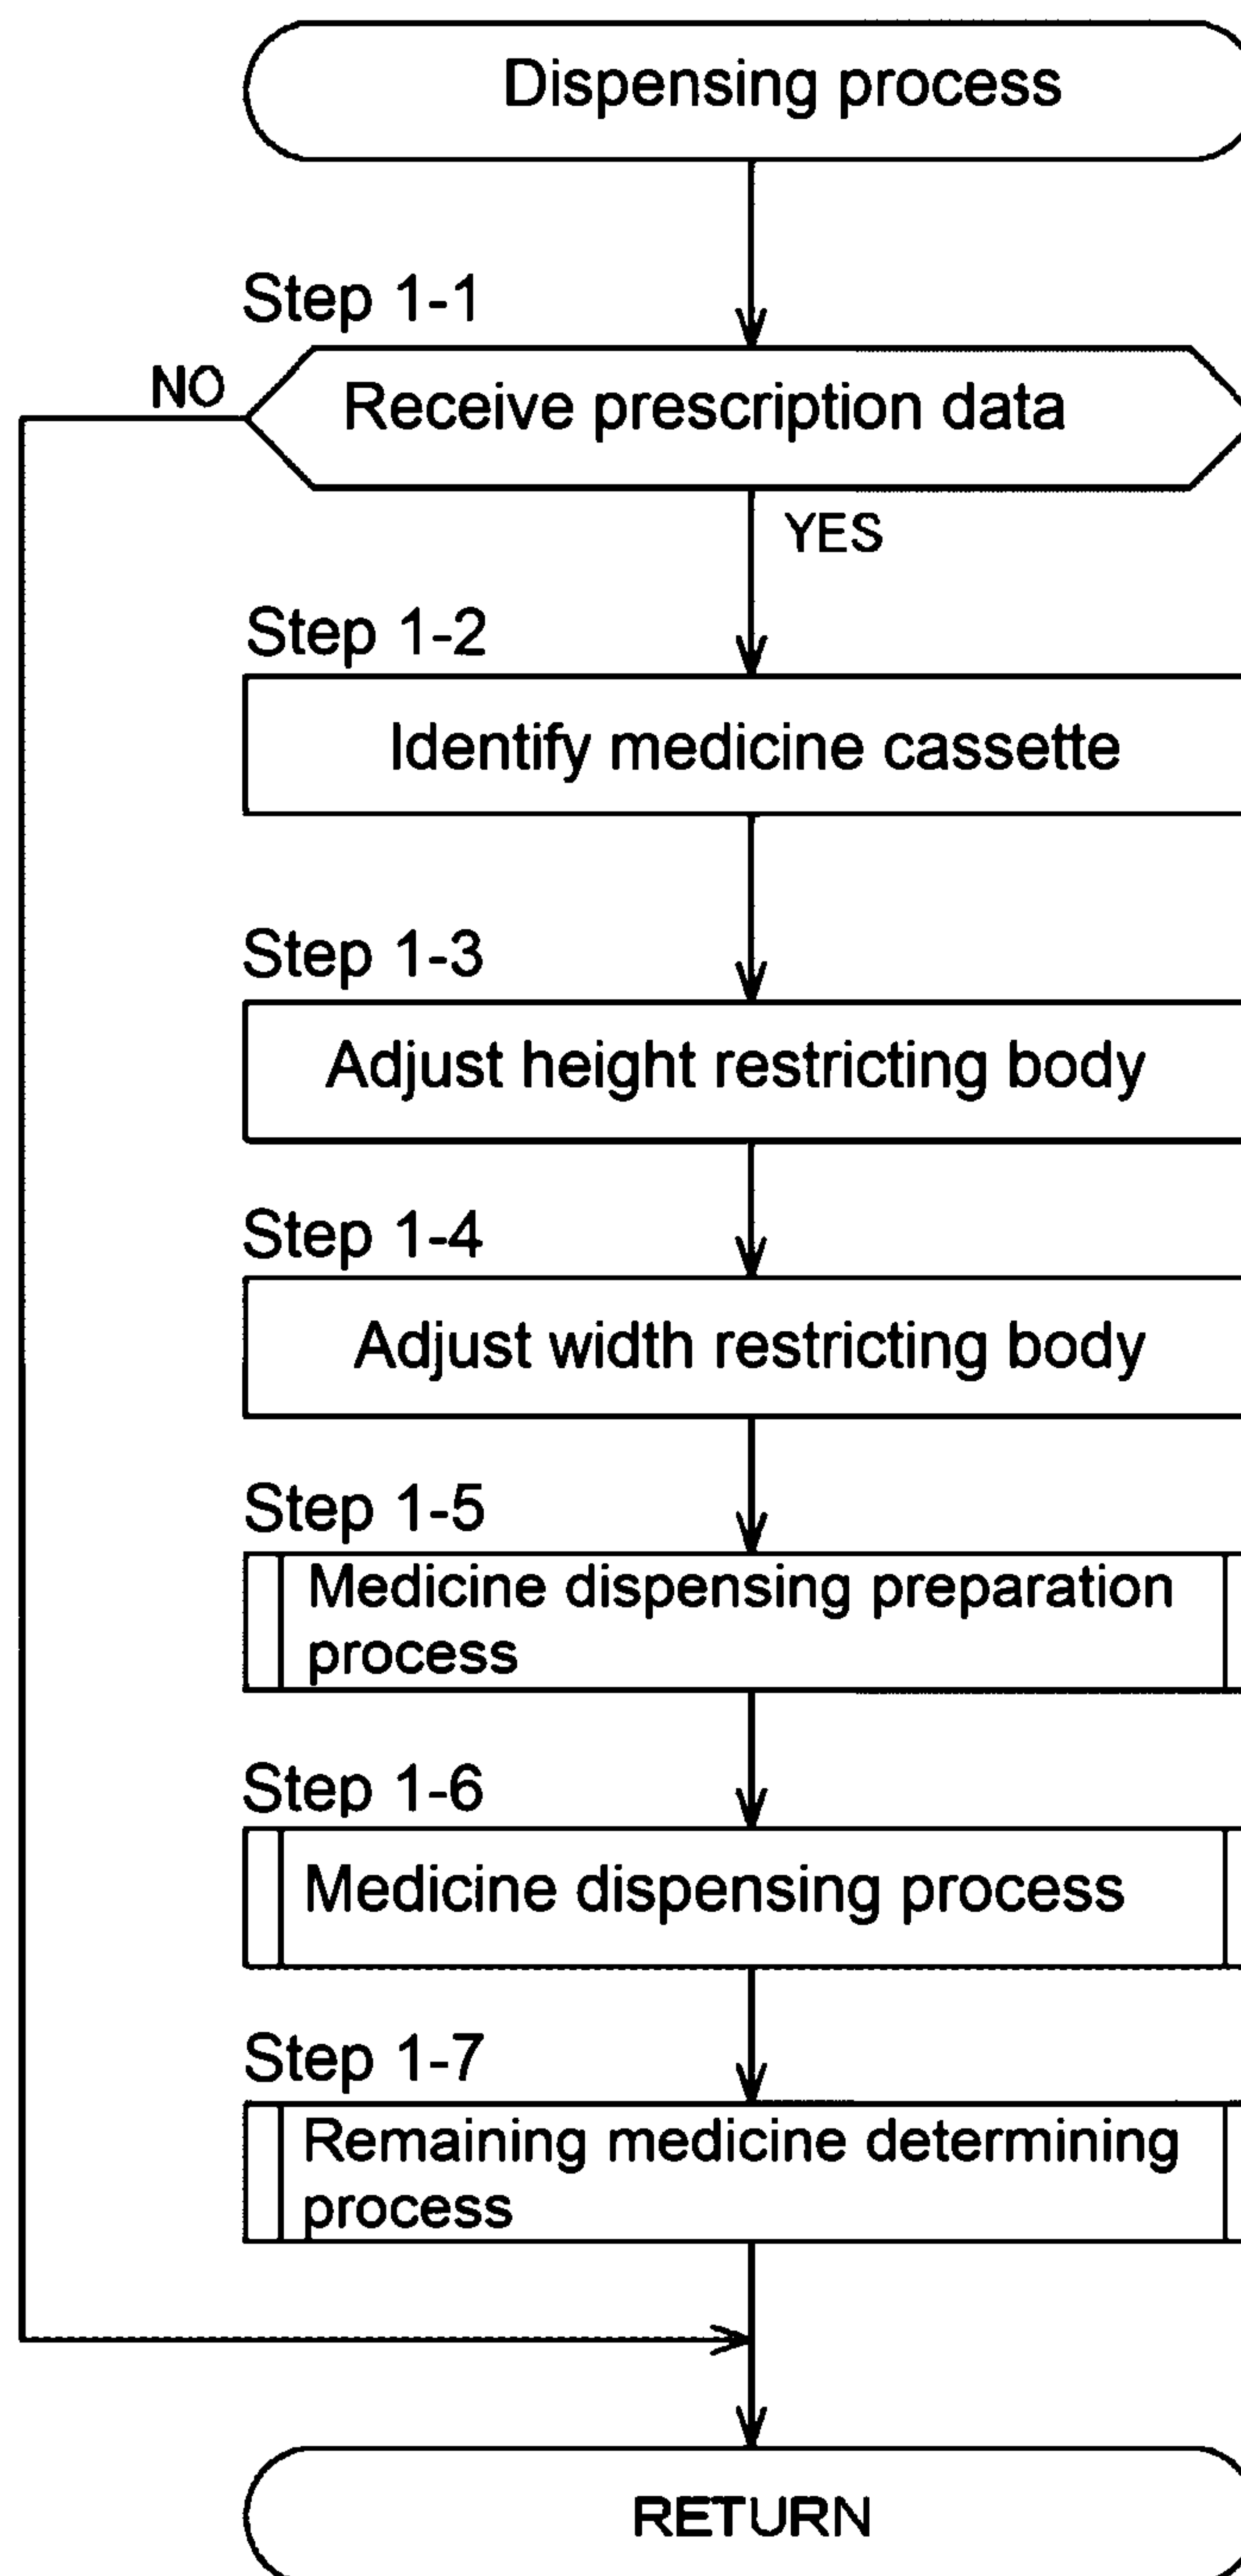 Dispensing process
Step 1-1
NO
Receive prescription data
YES
Step 1-2
Identify medicine cassette
Step 1-3
Adjust height restricting body
Step 1-4
Adjust width restricting body
Step 1-5
Medicine dispensing preparation
process
Step 1-6
Medicine dispensing process
Step 1-7
Remaining medicine determining
process
RETURN